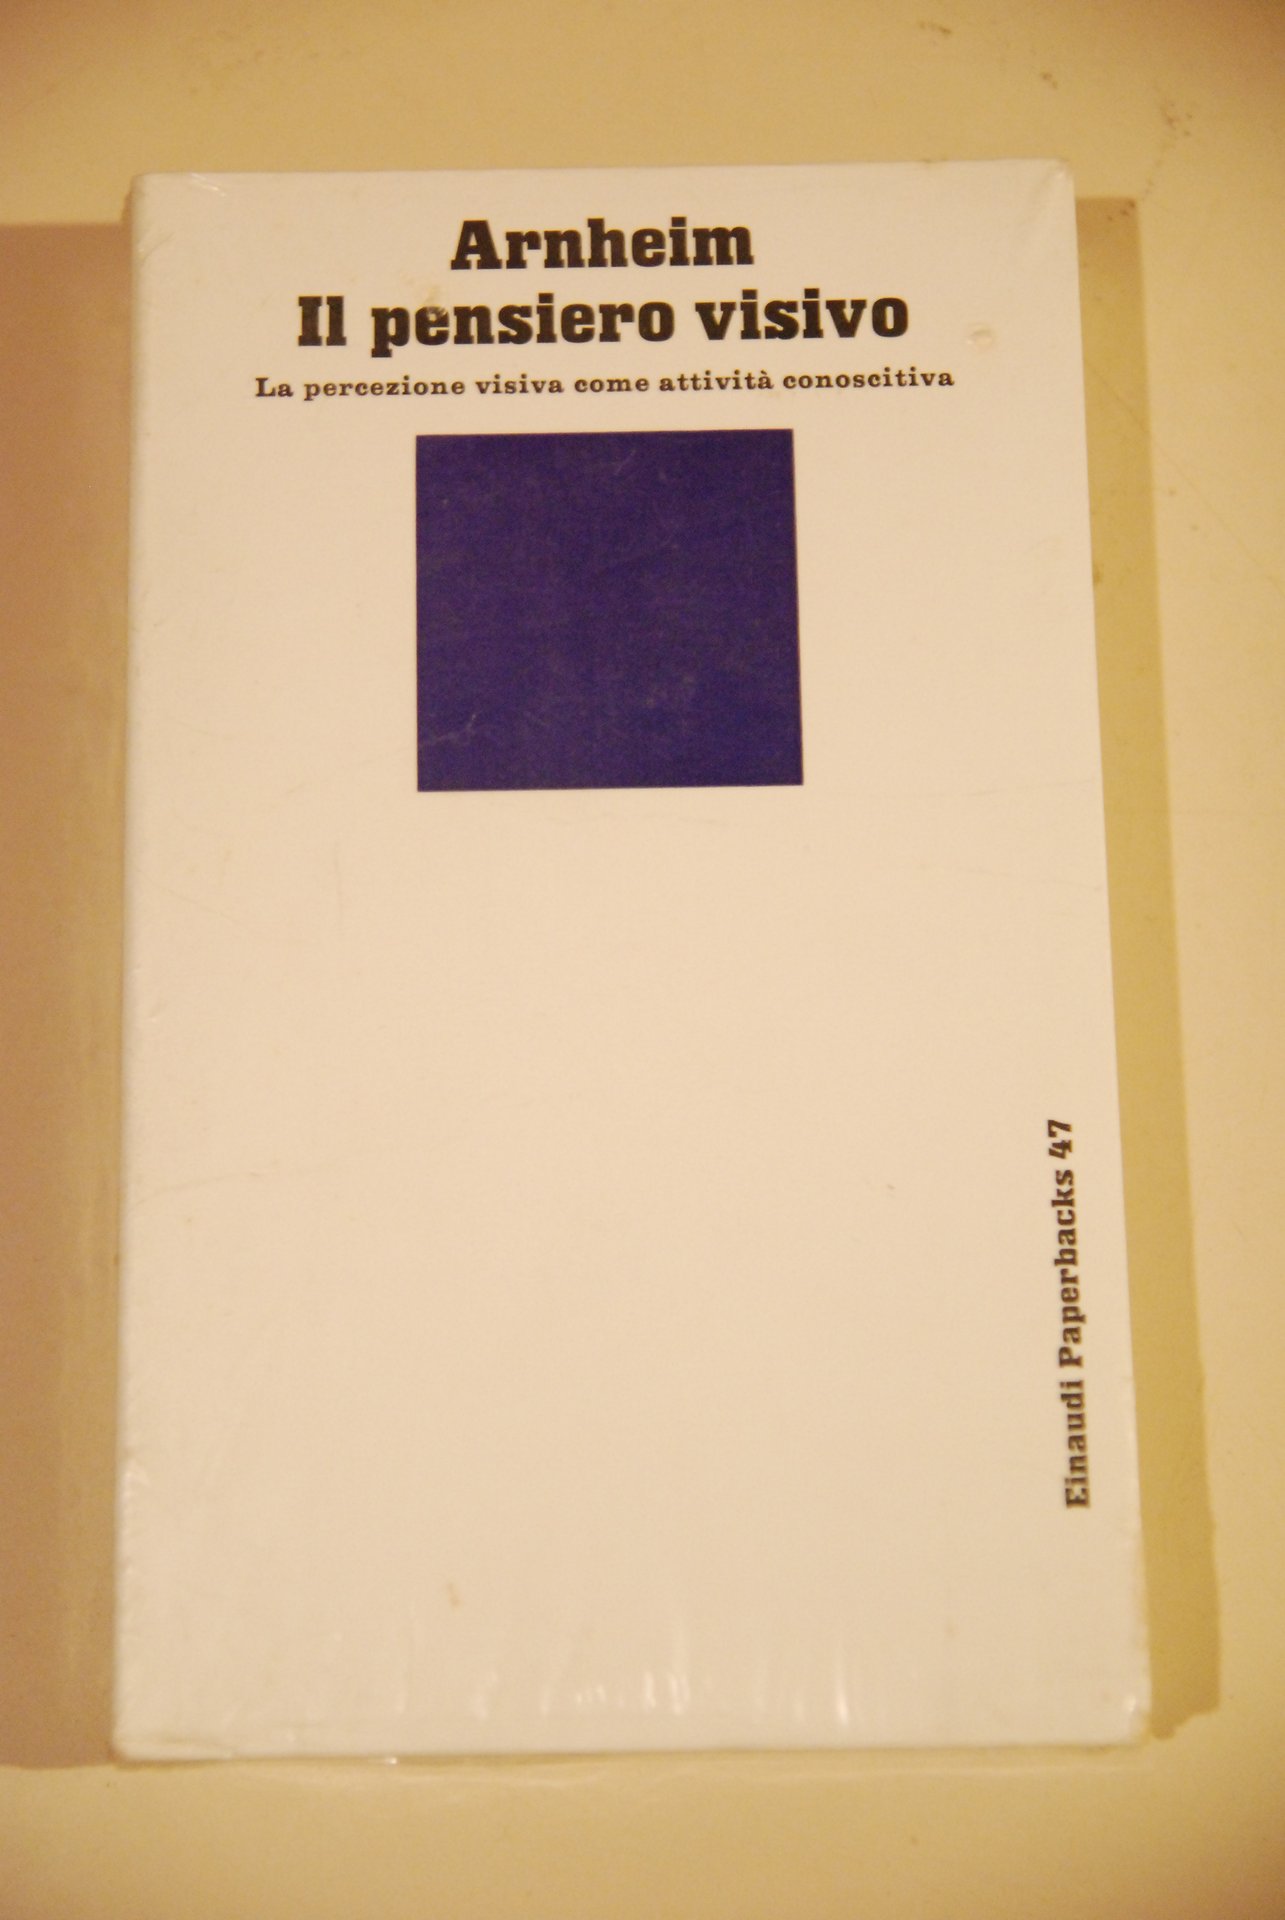 Arnheim
Il pensiero visivo
La percezione visiva come attività conoscitiva
Einaudi Paperbacks 47